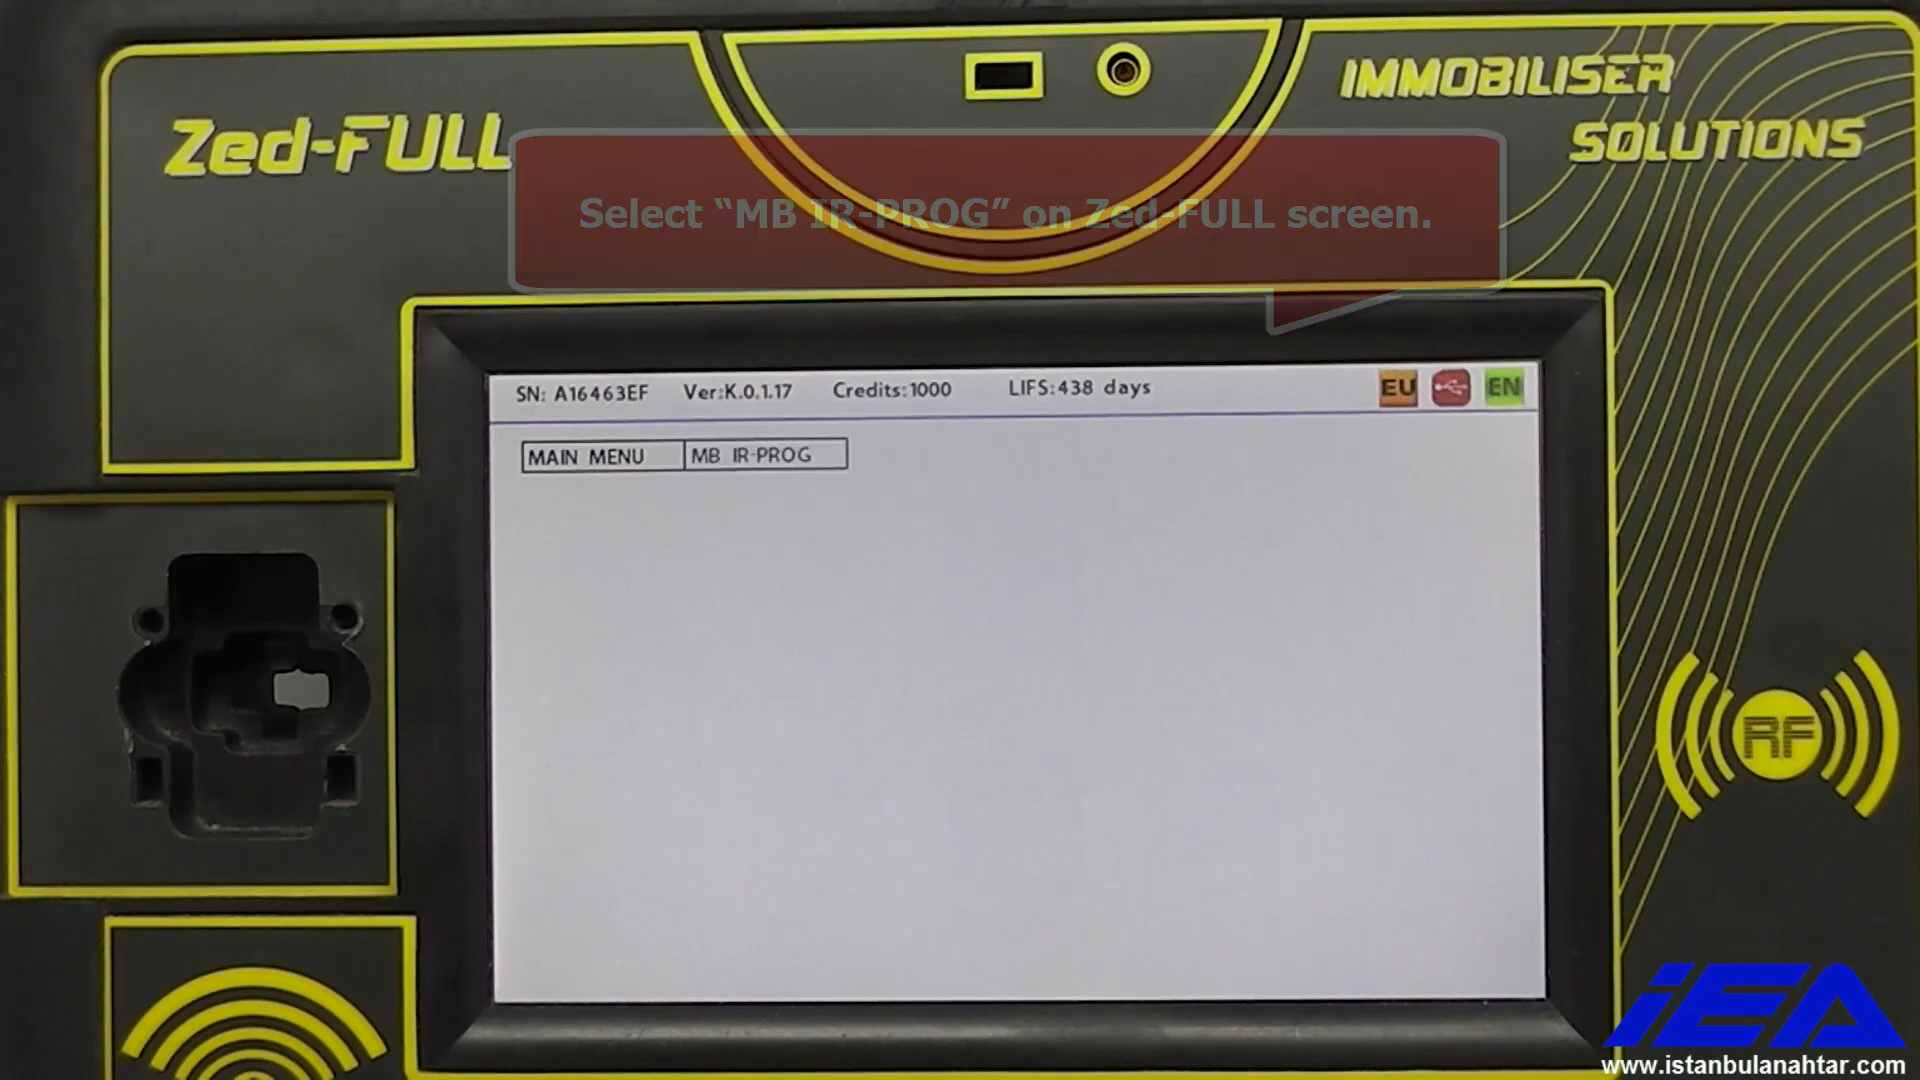 Zed-FULL
IMMOBILISER
SOLUTIONS
Select “MB IR-PROG” on Zed-FULL screen.
SN: A16463EF Ver:K.0.1.17 Credits:1000 LIFS:438 days EU EN
MAIN MENU MB IR-PROG
RF
iEA
www.istanbulanahtar.com